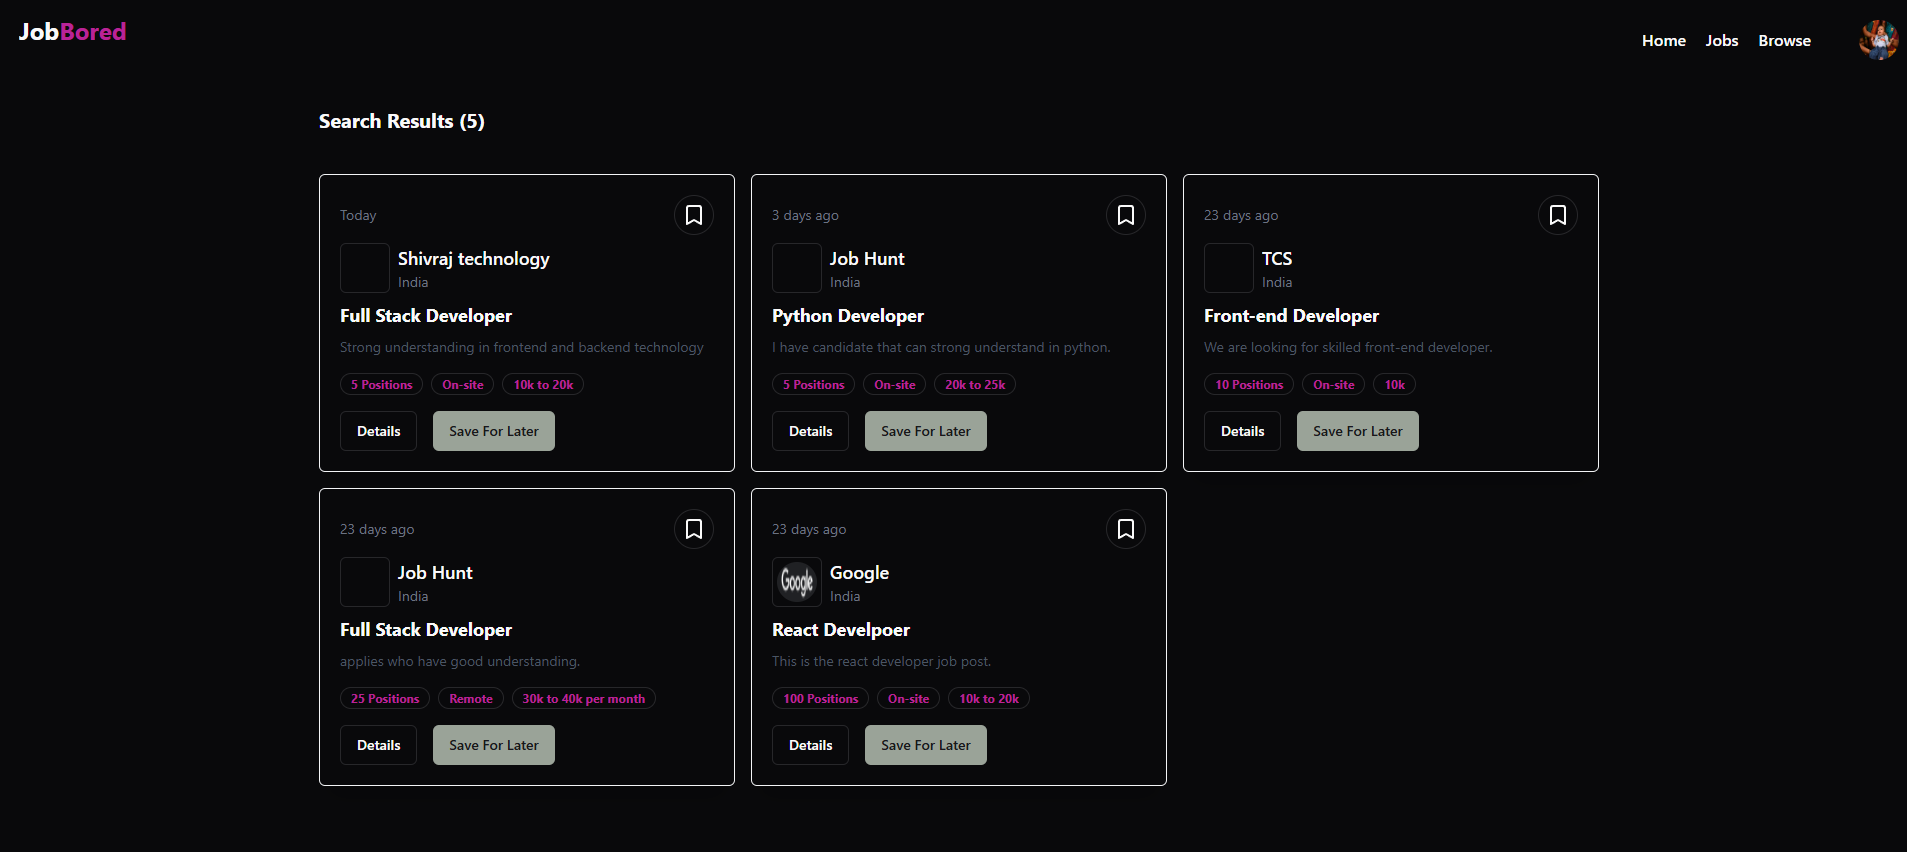 JobBored
Home Jobs Browse
Search Results (5)
Today
Shivraj technology
India
Full Stack Developer
Strong understanding in frontend and backend technology
5 Positions On-site 10k to 20k
Details Save For Later
3 days ago
Job Hunt
India
Python Developer
I have candidate that can strong understand in python.
5 Positions On-site 20k to 25k
Details Save For Later
23 days ago
TCS
India
Front-end Developer
We are looking for skilled front-end developer.
10 Positions On-site 10k
Details Save For Later
23 days ago
Job Hunt
India
Full Stack Developer
applies who have good understanding.
25 Positions Remote 30k to 40k per month
Details Save For Later
23 days ago
Google
Google
India
React Develpoer
This is the react developer job post.
100 Positions On-site 10k to 20k
Details Save For Later